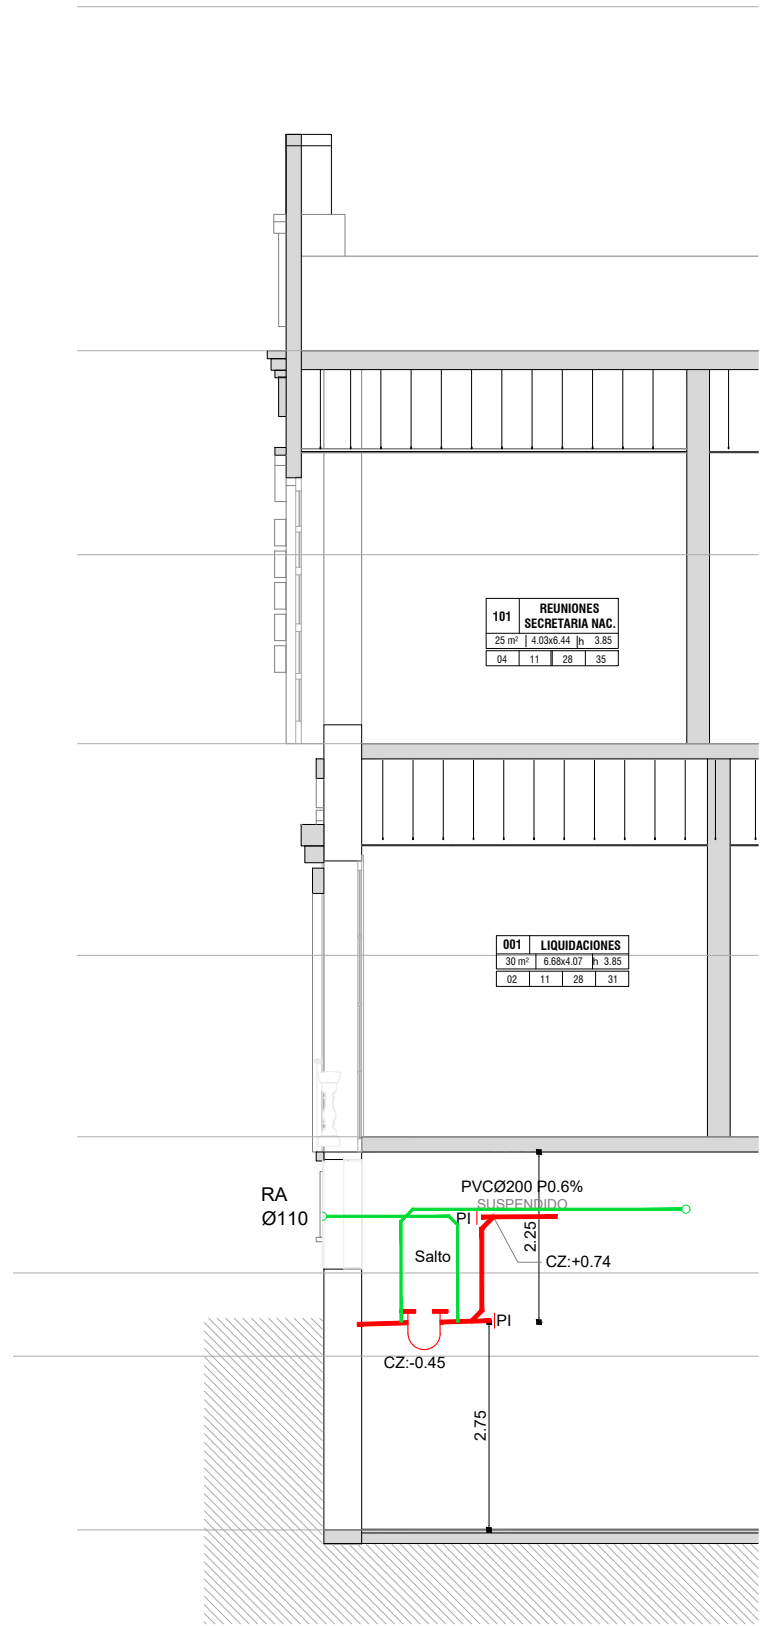 101 REUNIONES
SECRETARIA NAC.
25 m² 4.03x6.44 h 3.85
04 11 28 35
001 LIQUIDACIONES
30 m² 6.68x4.07 h 3.85
02 11 28 31
PVCØ200 P0.6%
SUSPENDIDO
RA
Ø110
PI
2.25
Salto
CZ:+0.74
PI
CZ:-0.45
2.75